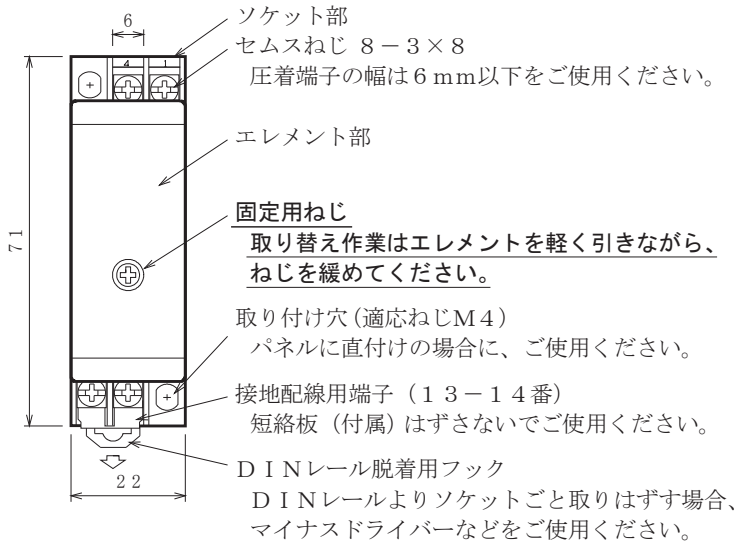 6
ソケット部
セムスねじ ８－３×８
圧着端子の幅は６ｍｍ以下をご使用ください。
4 1
エレメント部
71
固定用ねじ
取り替え作業はエレメントを軽く引きながら、
ねじを緩めてください。
取り付け穴(適応ねじＭ４)
パネルに直付けの場合に、ご使用ください。
接地配線用端子（１３－１４番）
短絡板（付属）はずさないでご使用ください。
ＤＩＮレール脱着用フック
22
ＤＩＮレールよりソケットごと取りはずす場合、
マイナスドライバーなどをご使用ください。